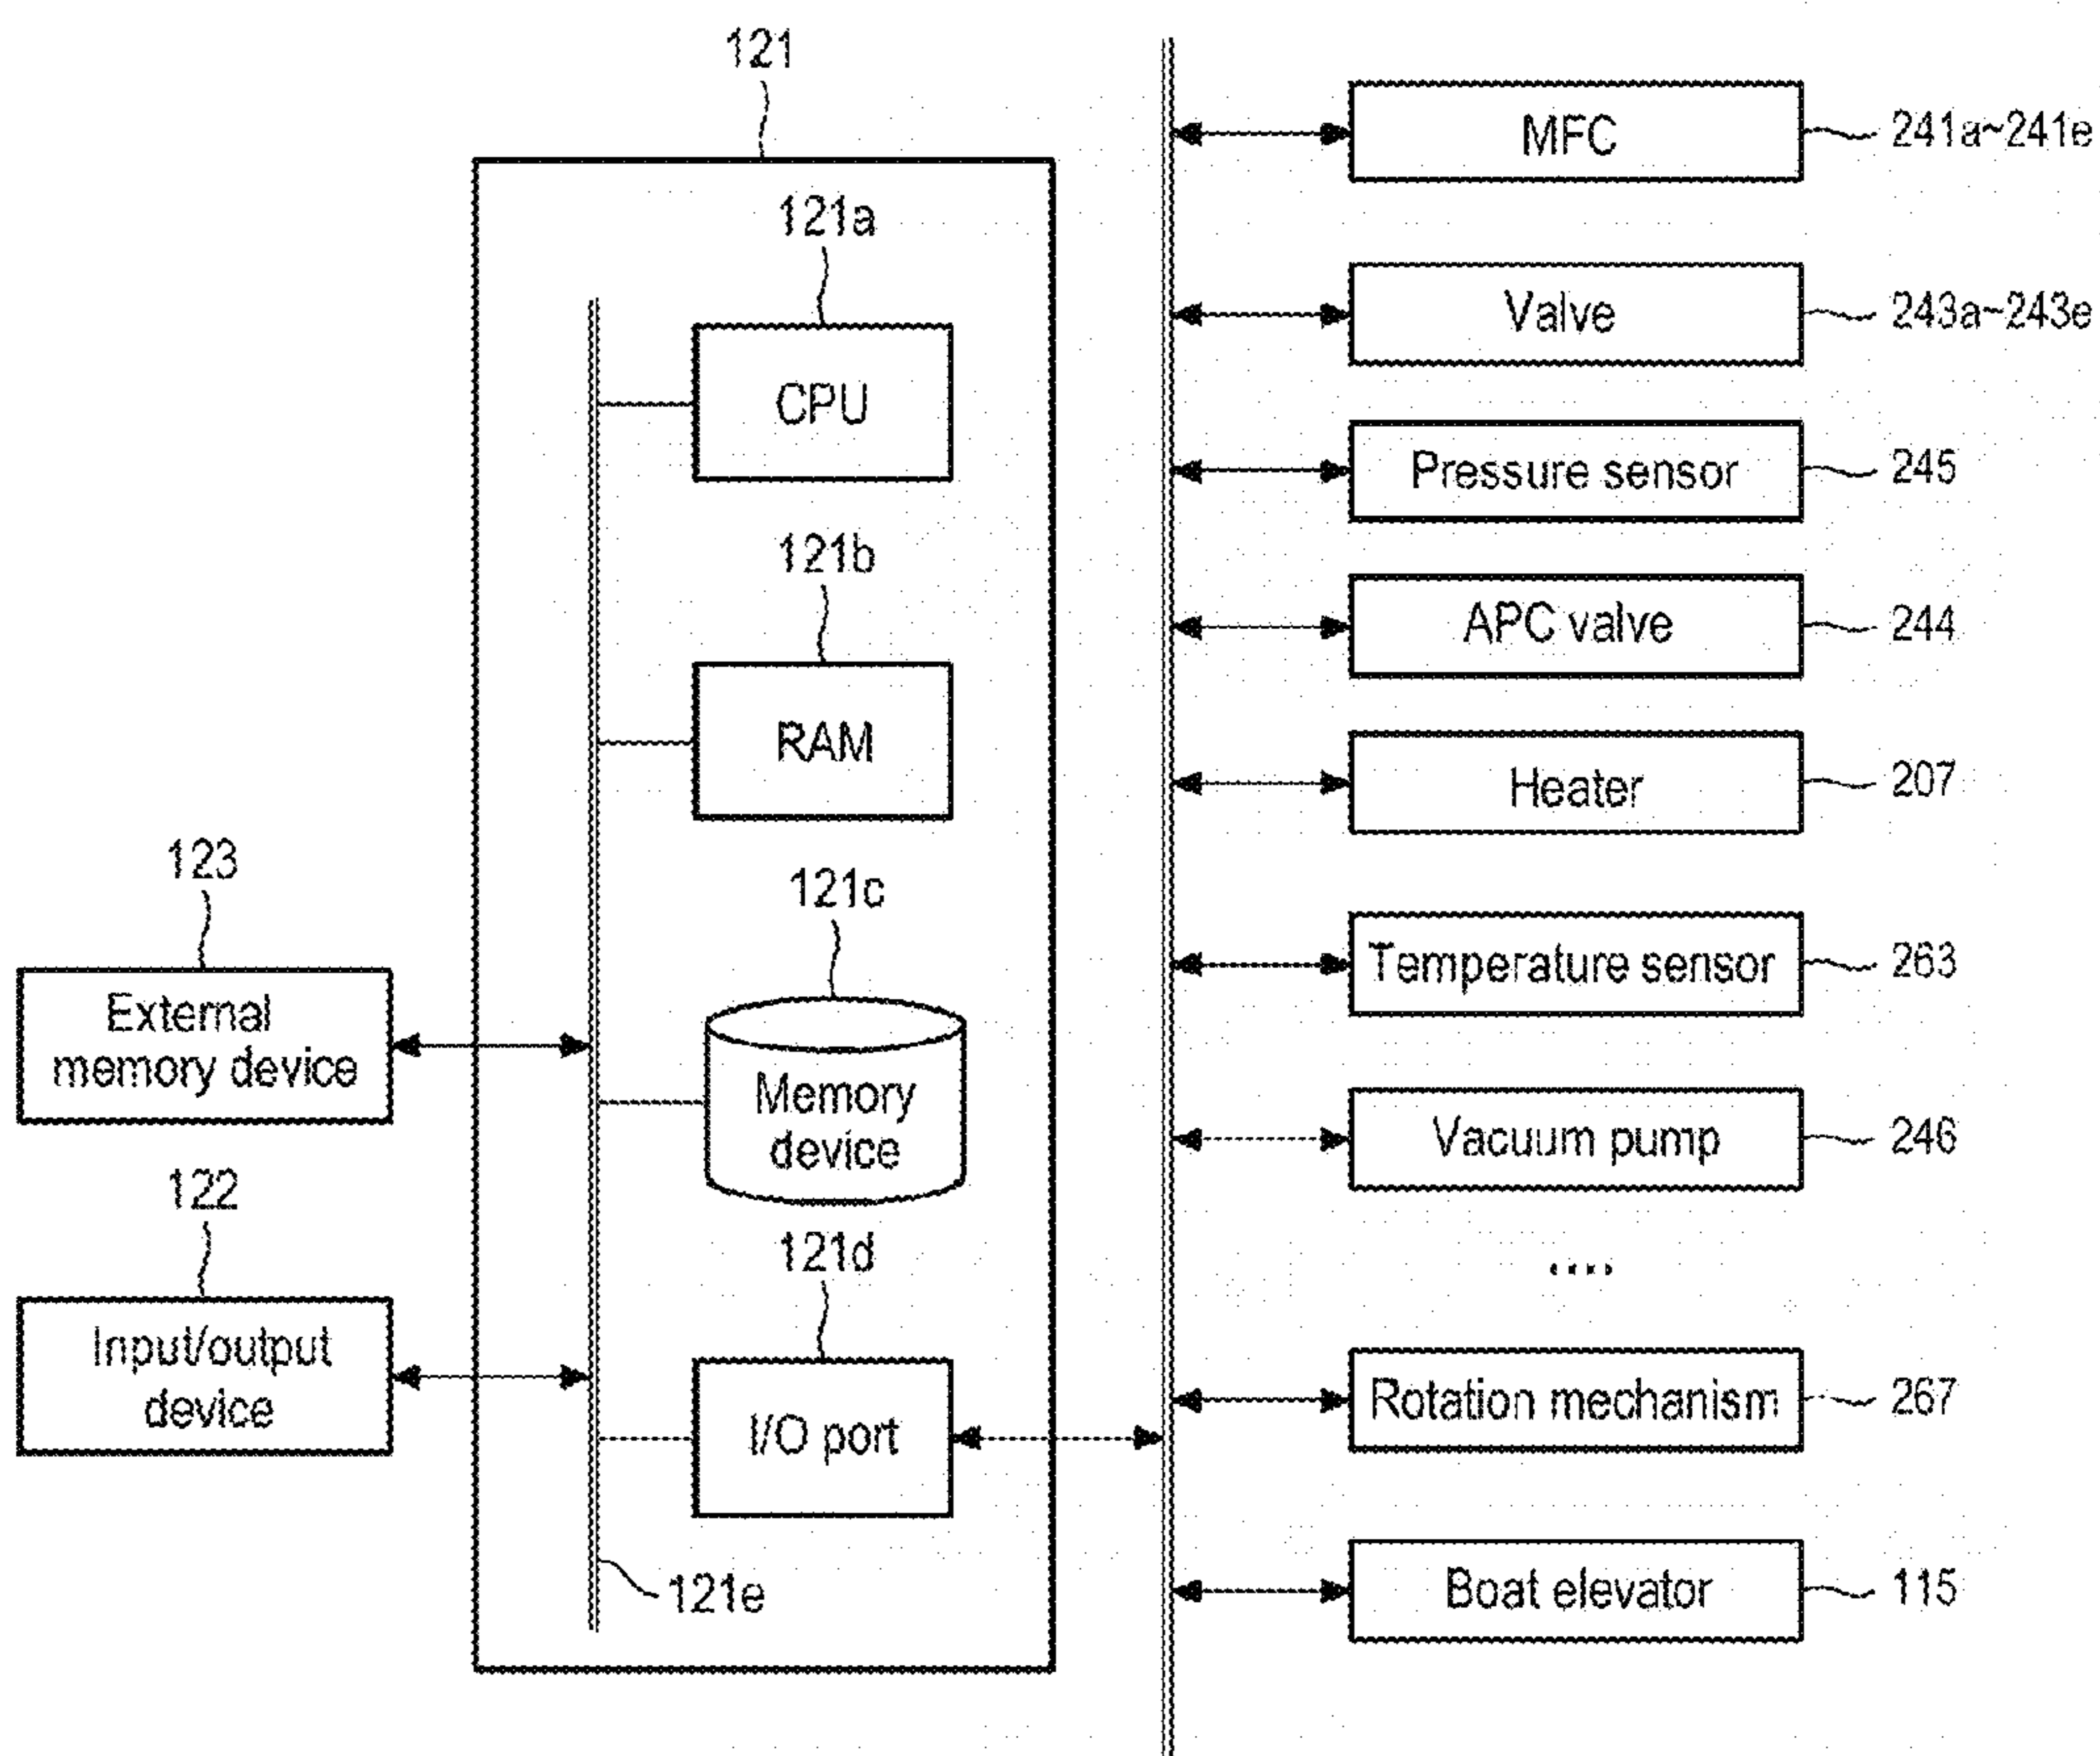 121
121a
CPU
121b
RAM
121c
Memory
device
121d
I/O port
121e
123
External
memory device
122
Input/output
device
MFC
241a~241e
Valve
243a~243e
Pressure sensor
245
APC valve
244
Heater
207
Temperature sensor
263
Vacuum pump
246
....
Rotation mechanism
267
Boat elevator
115